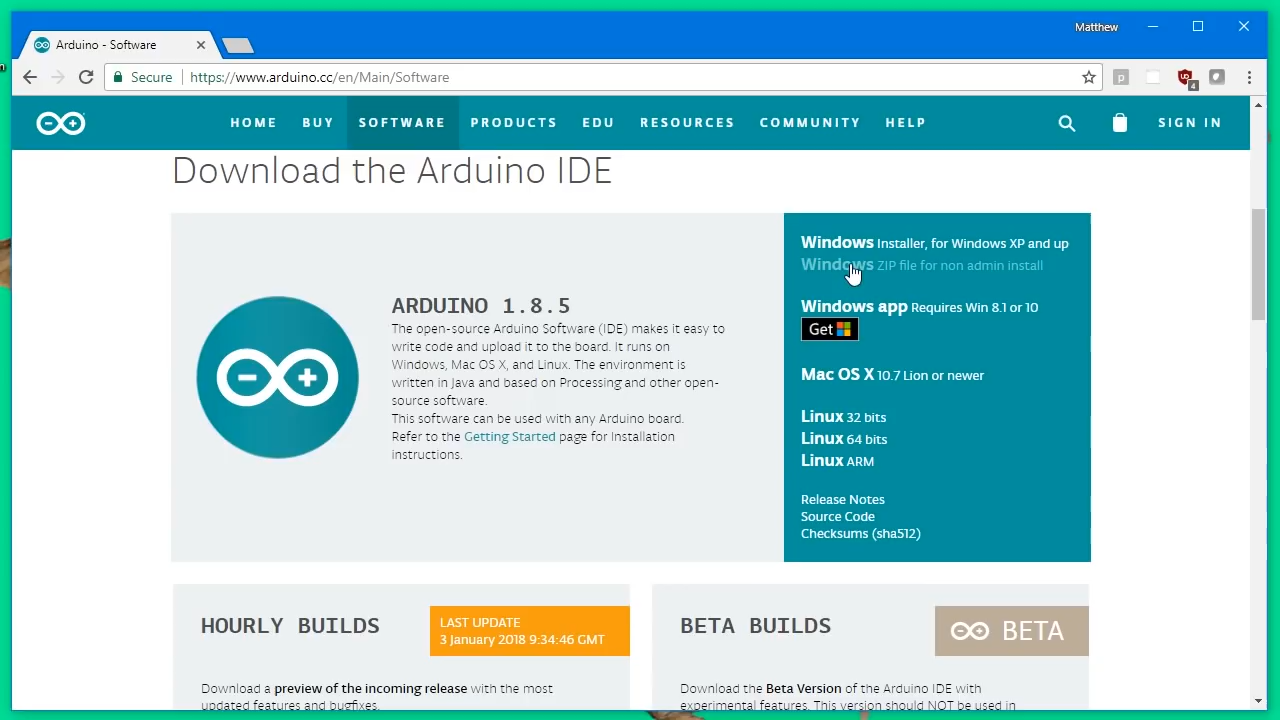 Matthew
Arduino - Software
Secure https://www.arduino.cc/en/Main/Software
p
4
HOME BUY SOFTWARE PRODUCTS EDU RESOURCES COMMUNITY HELP SIGN IN
Download the Arduino IDE
ARDUINO 1.8.5
The open-source Arduino Software (IDE) makes it easy to
write code and upload it to the board. It runs on
Windows, Mac OS X, and Linux. The environment is
written in Java and based on Processing and other open-
source software.
This software can be used with any Arduino board.
Refer to the Getting Started page for Installation
instructions.
Windows Installer, for Windows XP and up
Windows ZIP file for non admin install
Windows app Requires Win 8.1 or 10
Get
Mac OS X 10.7 Lion or newer
Linux 32 bits
Linux 64 bits
Linux ARM
Release Notes
Source Code
Checksums (sha512)
HOURLY BUILDS
LAST UPDATE
3 January 2018 9:34:46 GMT
Download a preview of the incoming release with the most
updated features and bugfixes.
BETA BUILDS
BETA
Download the Beta Version of the Arduino IDE with
experimental features. This version should NOT be used in